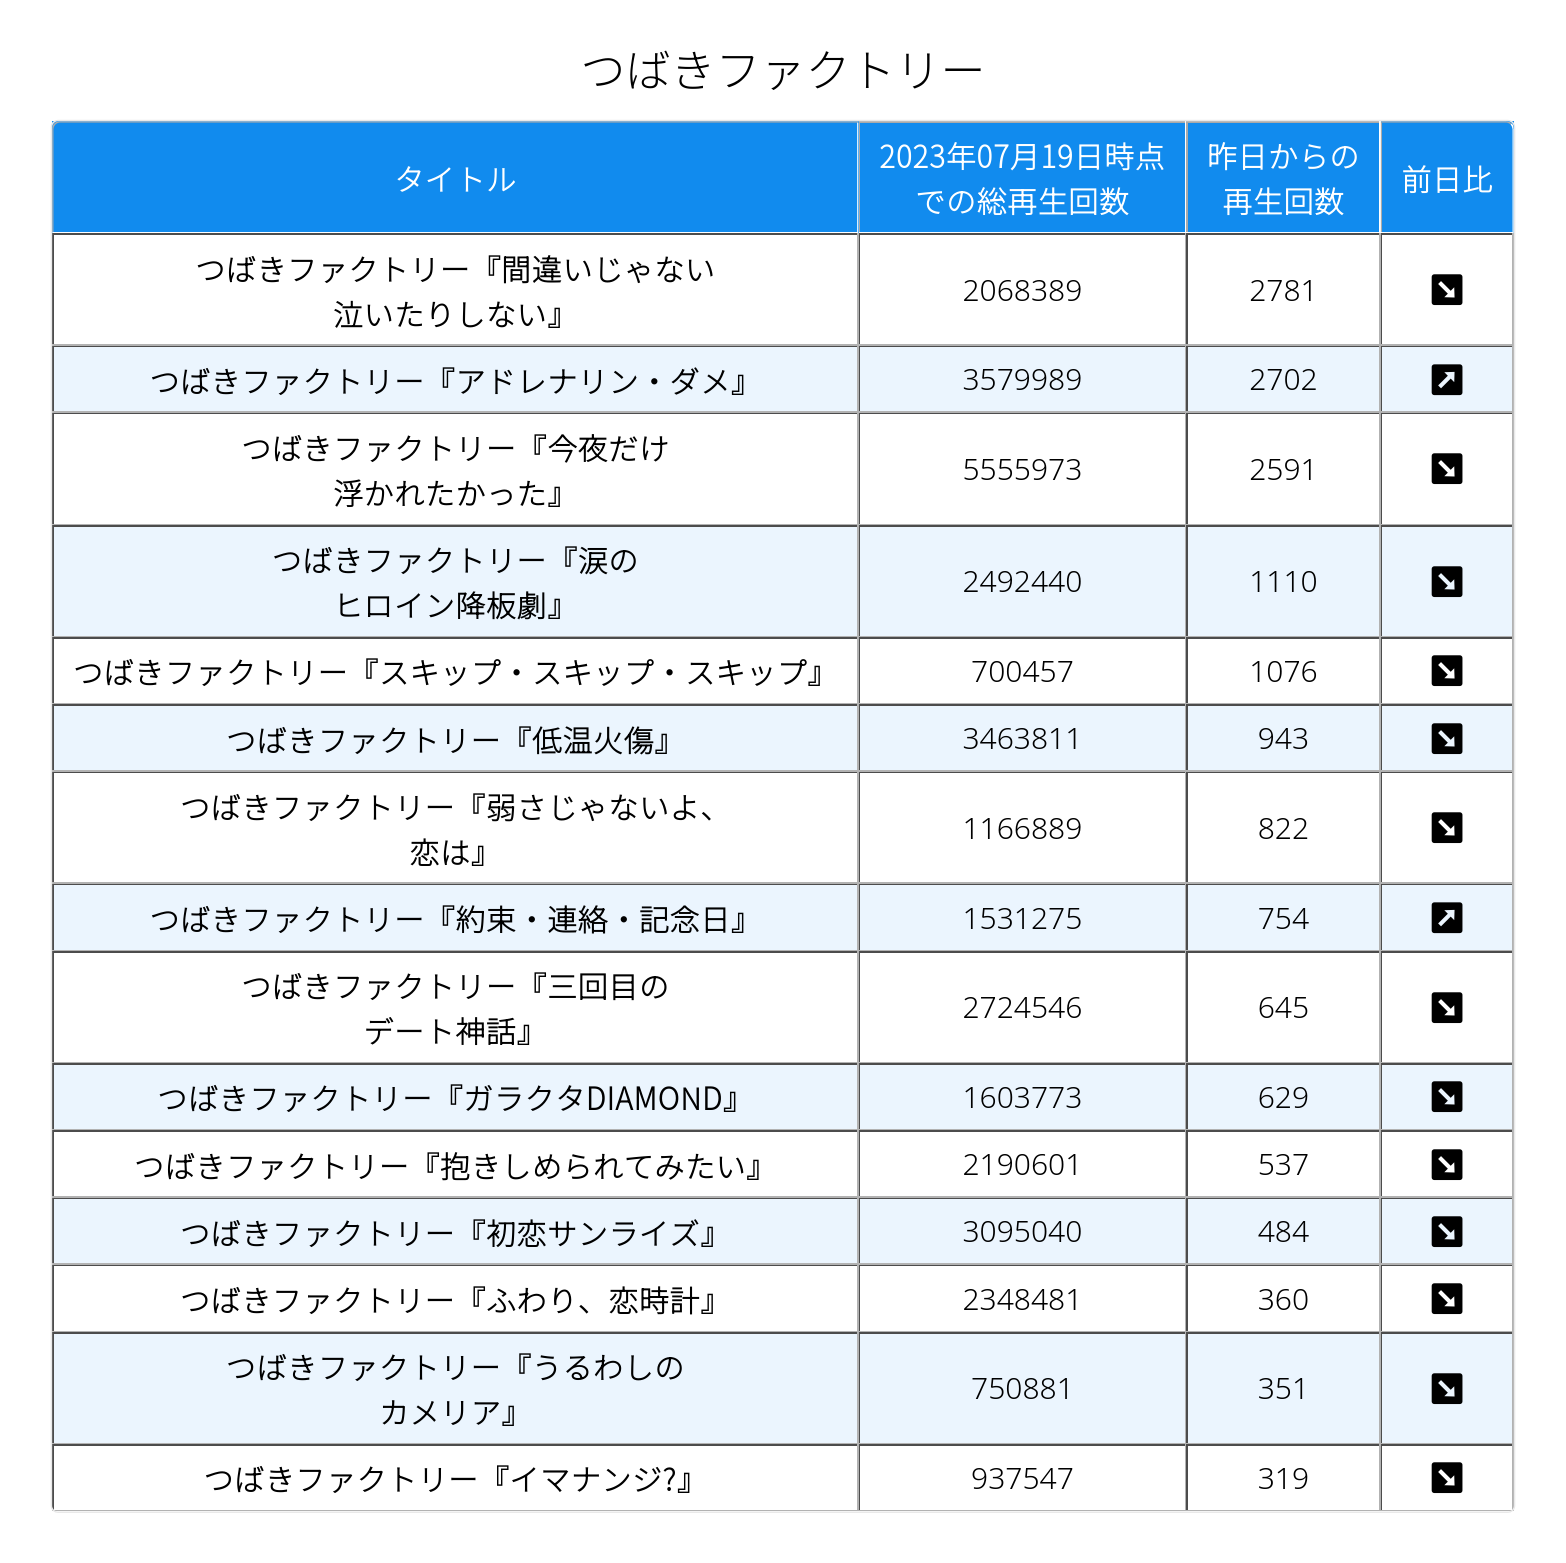 つばきファクトリー
タイトル
2023年07月19日時点
での総再生回数
昨日からの
再生回数
前日比
つばきファクトリー『間違いじゃない
泣いたりしない』
2068389
2781
つばきファクトリー『アドレナリン・ダメ』
3579989
2702
つばきファクトリー『今夜だけ
浮かれたかった』
5555973
2591
つばきファクトリー『涙の
ヒロイン降板劇』
2492440
1110
つばきファクトリー『スキップ・スキップ・スキップ』
700457
1076
つばきファクトリー『低温火傷』
3463811
943
つばきファクトリー『弱さじゃないよ、
恋は』
1166889
822
つばきファクトリー『約束・連絡・記念日』
1531275
754
つばきファクトリー『三回目の
デート神話』
2724546
645
つばきファクトリー『ガラクタDIAMOND』
1603773
629
つばきファクトリー『抱きしめられてみたい』
2190601
537
つばきファクトリー『初恋サンライズ』
3095040
484
つばきファクトリー『ふわり、恋時計』
2348481
360
つばきファクトリー『うるわしの
カメリア』
750881
351
つばきファクトリー『イマナンジ?』
937547
319